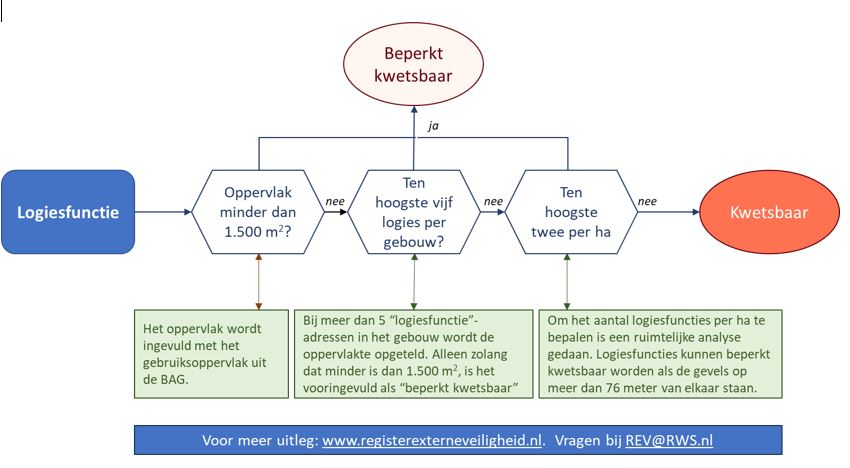 Beperkt
kwetsbaar
ja
Logiesfunctie
Oppervlak
minder dan
1.500 m²?
nee
Ten
hoogste vijf
logies per
gebouw?
nee
Ten
hoogste
twee per ha
nee
Kwetsbaar
Het oppervlak wordt
ingevuld met het
gebruiksoppervlak uit
de BAG.
Bij meer dan 5 “logiesfunctie”-
adressen in het gebouw wordt de
oppervlakte opgeteld. Alleen zolang
dat minder is dan 1.500 m², is het
vooringevuld als “beperkt kwetsbaar”
Om het aantal logiesfuncties per ha te
bepalen is een ruimtelijke analyse
gedaan. Logiesfuncties kunnen beperkt
kwetsbaar worden als de gevels op
meer dan 76 meter van elkaar staan.
Voor meer uitleg: www.registerexterneveiligheid.nl. Vragen bij REV@RWS.nl